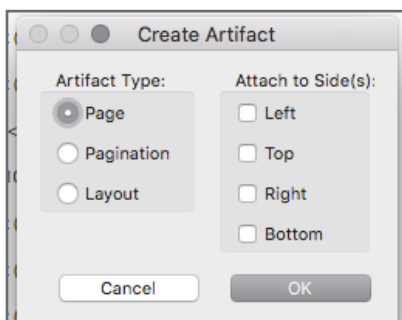 Create Artifact
Artifact Type:
Page
Pagination
Layout
Attach to Side(s):
Left
Top
Right
Bottom
Cancel
OK